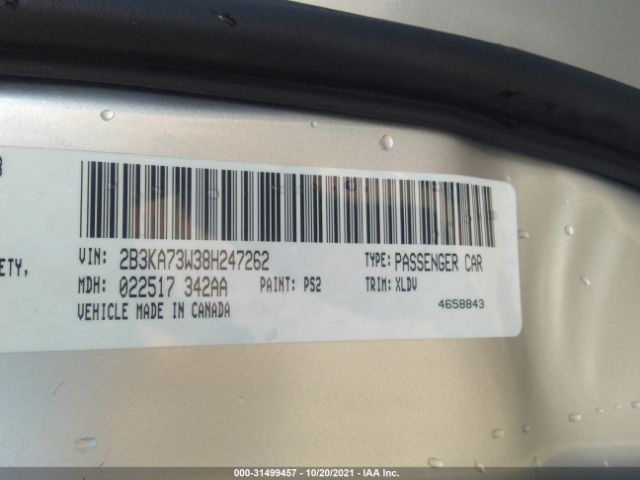 ETY,
VIN: 2B3KA73W38H247262 TYPE: PASSENGER CAR
MDH: 022517 342AA PAINT: PS2 TRIM: XLDV
VEHICLE MADE IN CANADA 4658843
000-31499457 - 10/20/2021 - IAA Inc.